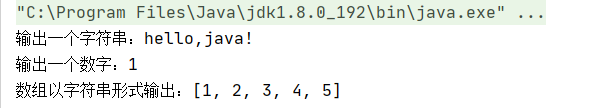 "C:\Program Files\Java\jdk1.8.0_192\bin\java.exe" ...
输出一个字符串：hello,java!
输出一个数字：1
数组以字符串形式输出：[1, 2, 3, 4, 5]